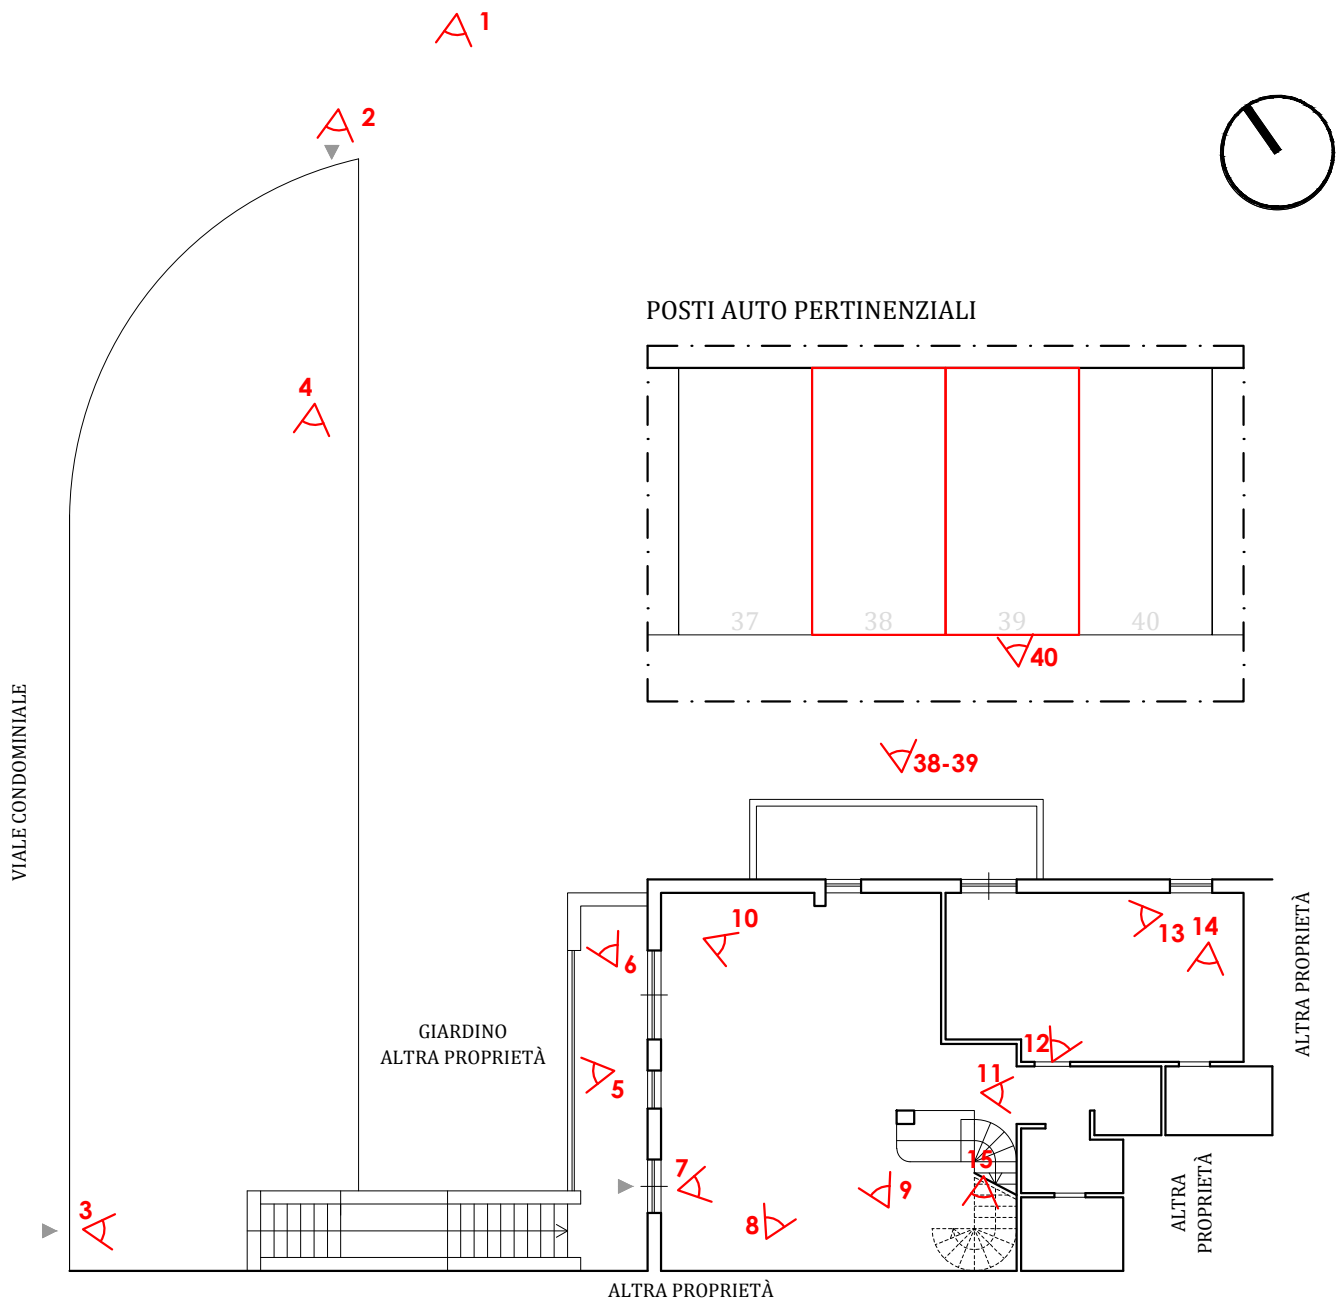 1
2
POSTI AUTO PERTINENZIALI
4
37
38
39
40
40
VIALE CONDOMINIALE
38-39
10
13
14
6
ALTRA PROPRIETÀ
GIARDINO
ALTRA PROPRIETÀ
12
5
11
15
7
9
8
3
ALTRA
PROPRIETÀ
ALTRA PROPRIETÀ